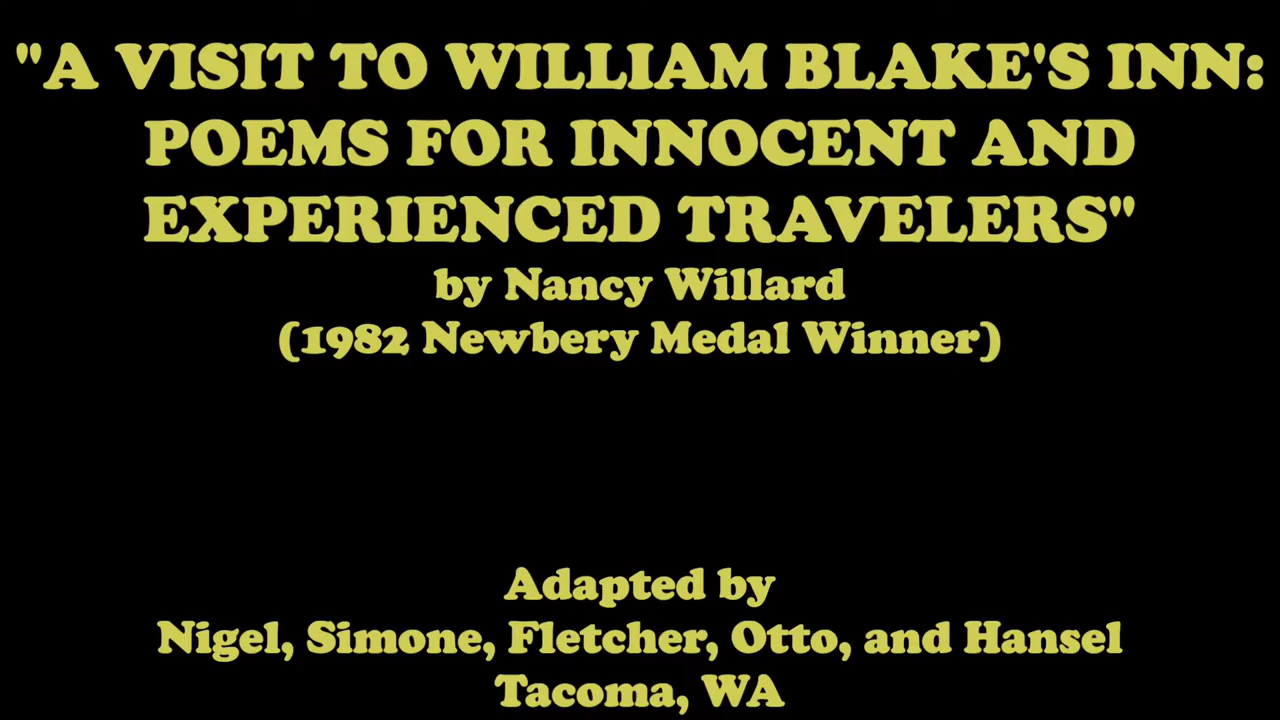 "A VISIT TO WILLIAM BLAKE'S INN:
POEMS FOR INNOCENT AND
EXPERIENCED TRAVELERS"
by Nancy Willard
(1982 Newbery Medal Winner)
Adapted by
Nigel, Simone, Fletcher, Otto, and Hansel
Tacoma, WA